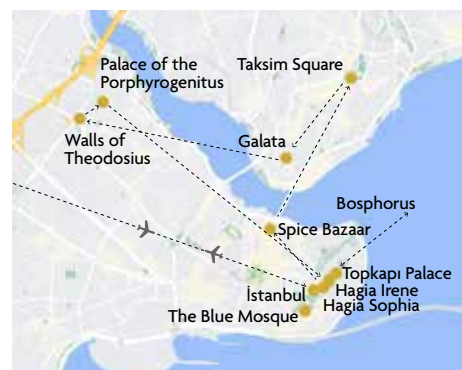 Palace of the
Porphyrogenitus
Taksim Square
Walls of
Theodosius
Galata
Bosphorus
Spice Bazaar
Topkapı Palace
Hagia Irene
İstanbul
Hagia Sophia
The Blue Mosque